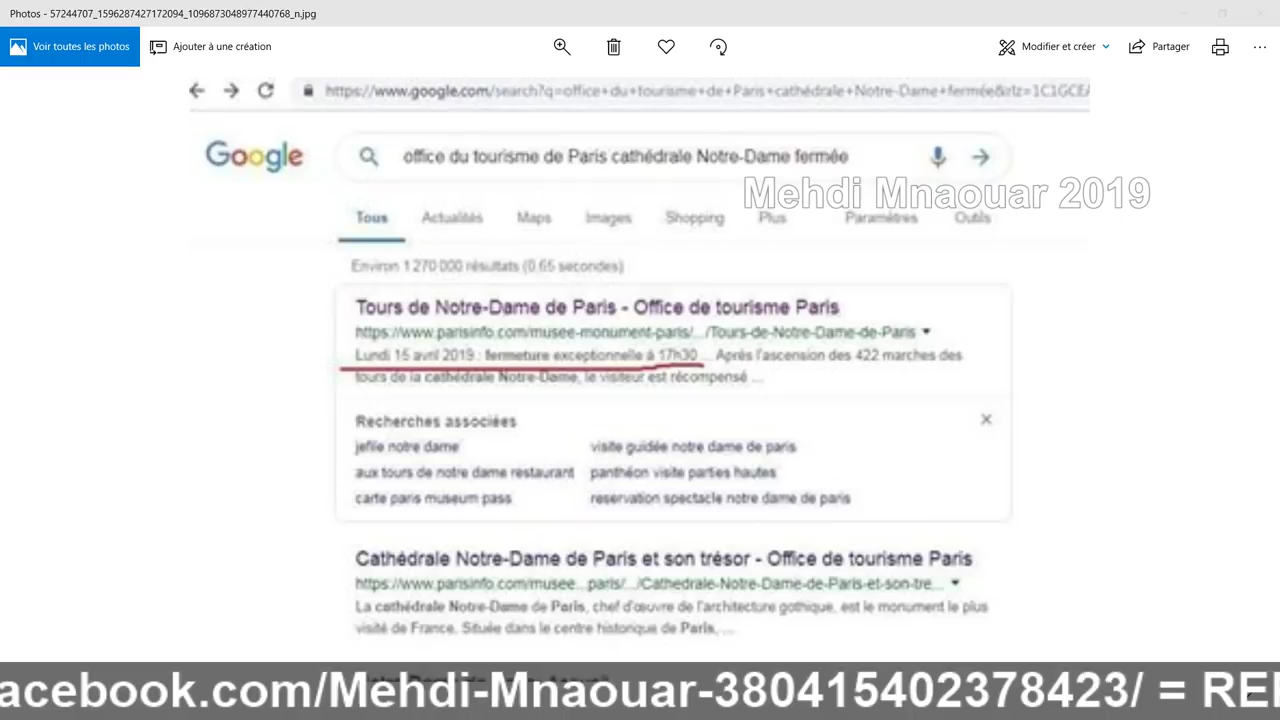 Photos - 57244707_1596287427172094_1096873048977440768_n.jpg
Voir toutes les photos
Ajouter à une création
Modifier et créer
Partager
https://www.google.com/search?q=office+du+tourisme+de+Paris+cathédrale+Notre-Dame+fermée&rlz=1C1GCEA
Google
office du tourisme de Paris cathédrale Notre-Dame fermée
Mehdi Mnaouar 2019
Tous Actualités Maps Images Shopping Plus Paramètres Outils
Environ 1 270 000 résultats (0,65 secondes)
Tours de Notre-Dame de Paris - Office de tourisme Paris
https://www.parisinfo.com/musee-monument-paris/.../Tours-de-Notre-Dame-de-Paris
Lundi 15 avril 2019 : fermeture exceptionnelle à 17h30 ... Après l'ascension des 422 marches des
tours de la cathédrale Notre-Dame, le visiteur est récompensé ...
Recherches associées
jefile notre dame
visite guidée notre dame de paris
aux tours de notre dame restaurant
panthéon visite parties hautes
carte paris museum pass
reservation spectacle notre dame de paris
Cathédrale Notre-Dame de Paris et son trésor - Office de tourisme Paris
https://www.parisinfo.com/musee...paris/.../Cathedrale-Notre-Dame-de-Paris-et-son-tre...
La cathédrale Notre-Dame de Paris, chef d'œuvre de l'architecture gothique, est le monument le plus
visité de France. Située dans le centre historique de Paris, ...
acebook.com/Mehdi-Mnaouar-380415402378423/ = REF